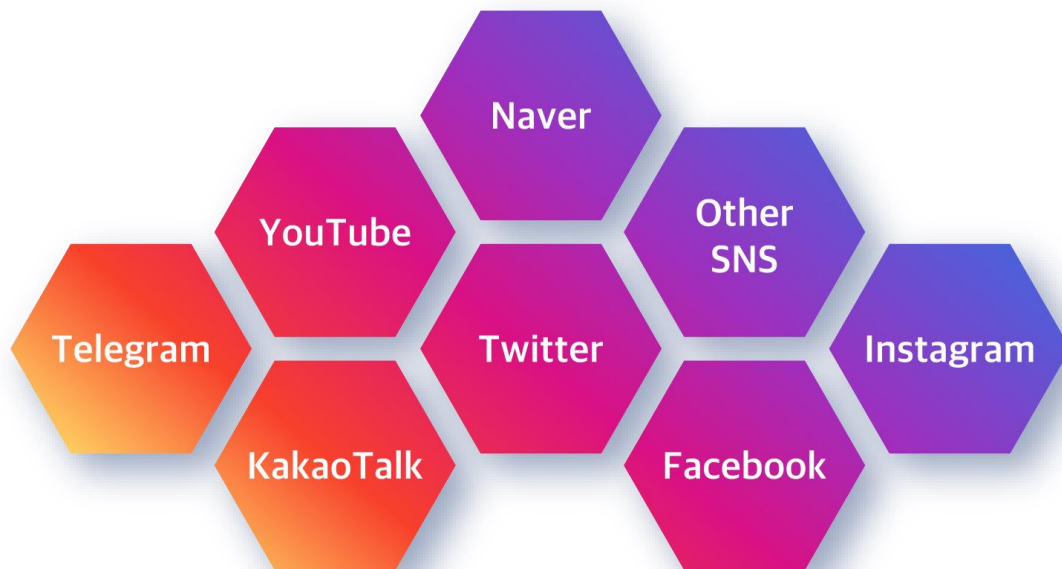 Naver
YouTube
Other
SNS
Telegram
Twitter
Instagram
KakaoTalk
Facebook